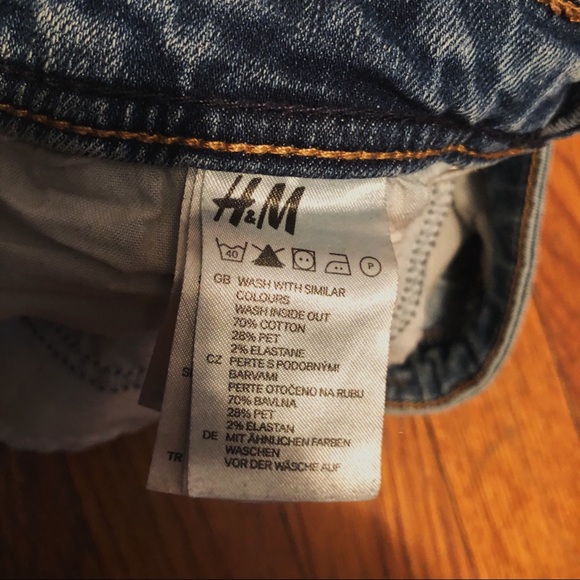 H&M
40 P
GB WASH WITH SIMILAR
COLOURS
WASH INSIDE OUT
70% COTTON
28% PET
2% ELASTANE
CZ PERTE S PODOBNÝMI
BARVAMI
PERTE OTOČENO NA RUBU
70% BAVLNA
28% PET
2% ELASTAN
DE MIT ÄHNLICHEN FARBEN
WASCHEN
VOR DER WÄSCHE AUF
TR